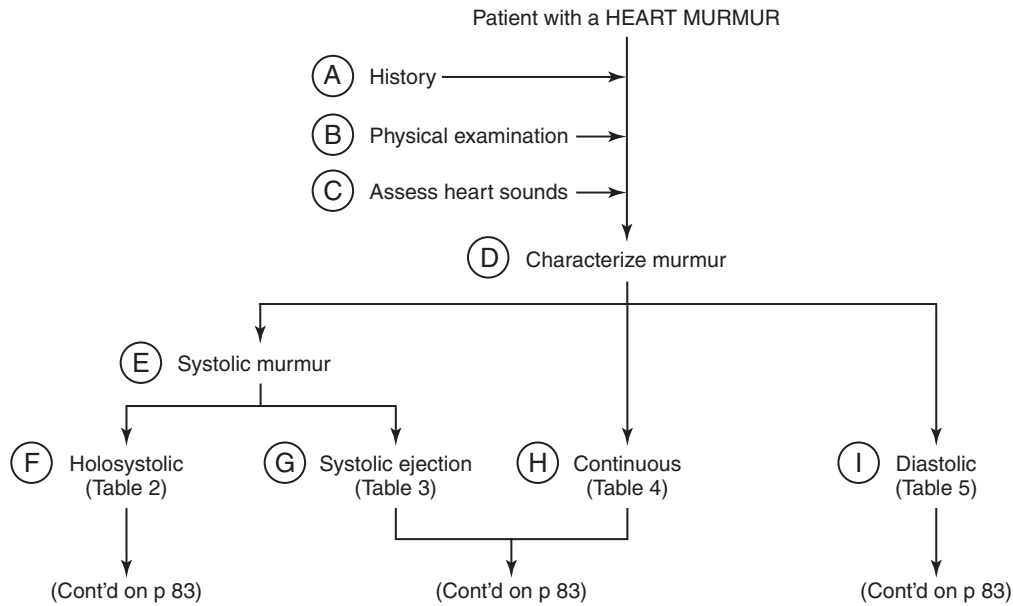 Patient with a HEART MURMUR
A History
B Physical examination
C Assess heart sounds
D Characterize murmur
E Systolic murmur
F Holosystolic
(Table 2)
G Systolic ejection
(Table 3)
H Continuous
(Table 4)
I Diastolic
(Table 5)
(Cont'd on p 83)
(Cont'd on p 83)
(Cont'd on p 83)